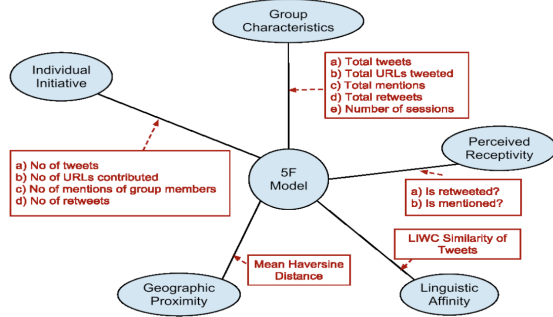 Group
Characteristics
a) Total tweets
b) Total URLs tweeted
c) Total mentions
d) Total retweets
e) Number of sessions
Individual
Initiative
a) No of tweets
b) No of URLs contributed
c) No of mentions of group members
d) No of retweets
5F
Model
Perceived
Receptivity
a) Is retweeted?
b) Is mentioned?
LIWC Similarity of
Tweets
Mean Haversine
Distance
Geographic
Proximity
Linguistic
Affinity